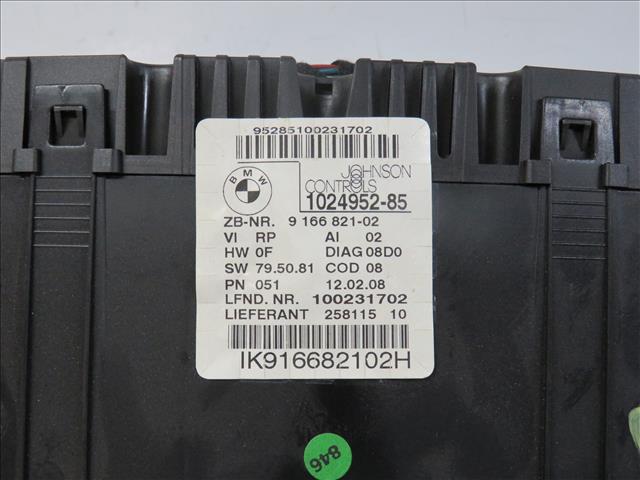 95285100231702
BMW
JOHNSON
CONTROLS
1024952-85
ZB-NR. 9 166 821-02
VI RP AI 02
HW 0F DIAG 08D0
SW 79.50.81 COD 08
PN 051 12.02.08
LFND. NR. 100231702
LIEFERANT 258115 10
IK916682102H
846